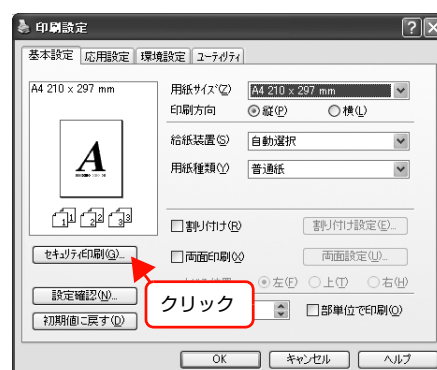 印刷設定
基本設定 応用設定 環境設定 ユーティリティ
A4 210 x 297 mm
用紙サイズ(Z) A4 210 x 297 mm
印刷方向 縦(P) 横(L)
給紙装置(S) 自動選択
用紙種類(Y) 普通紙
A
1 1 2 2 3 3
割り付け(R) 割り付け設定(E)...
セキュリティ印刷(G)...
両面印刷(X) 両面設定(U)...
左(F) 上(T) 右(H)
クリック
設定確認(N)...
部単位で印刷(O)
初期値に戻す(D)
OK キャンセル ヘルプ